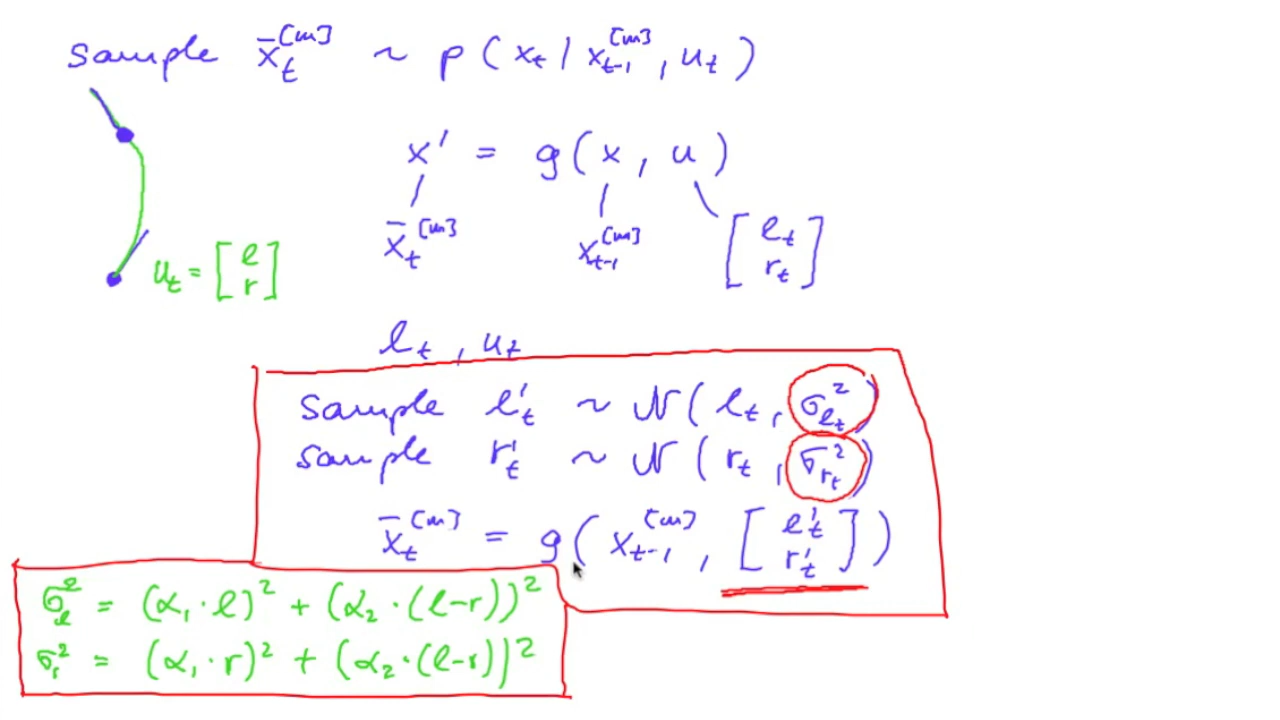 sample x̄_t^[m] ~ p ( x_t | x_{t-1}^[m] , u_t )
x' = g ( x , u )
x̄_t^[m] x_{t-1}^[m] [ l_t r_t ]
u_t = [ l r ]
l_t , u_t
sample l'_t ~ N ( l_t , σ_{l_t}^2 )
sample r'_t ~ N ( r_t , σ_{r_t}^2 )
x̄_t^[m] = g ( x_{t-1}^[m] , [ l'_t r'_t ] )
σ_l^2 = (α_1 · l)^2 + (α_2 · (l-r))^2
σ_r^2 = (α_1 · r)^2 + (α_2 · (l-r))^2